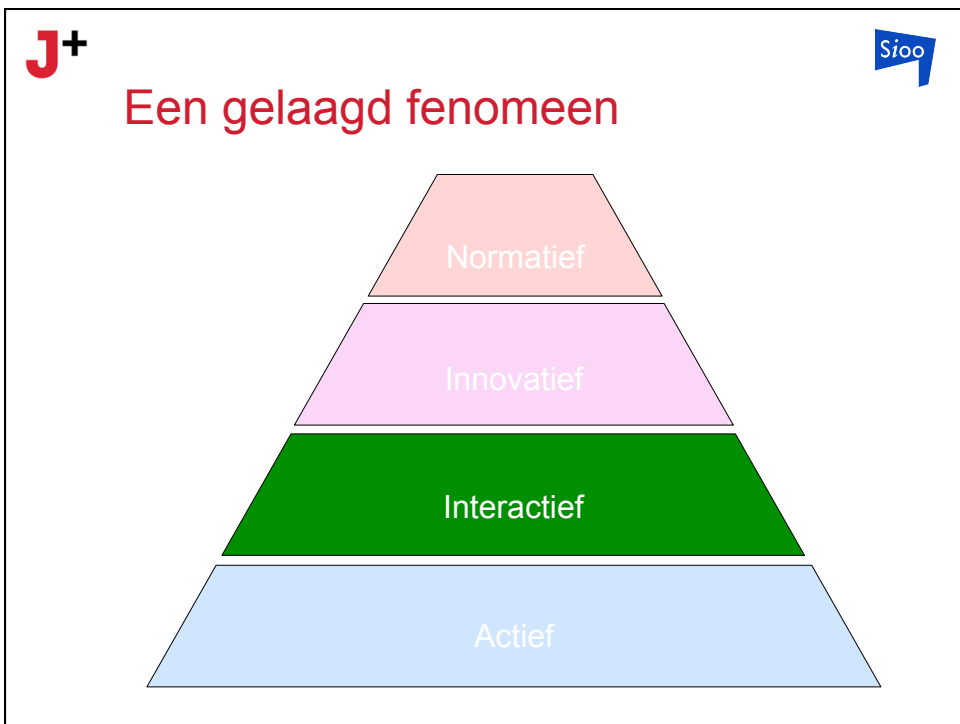 J+
Sioo
Een gelaagd fenomeen
Normatief
Innovatief
Interactief
Actief